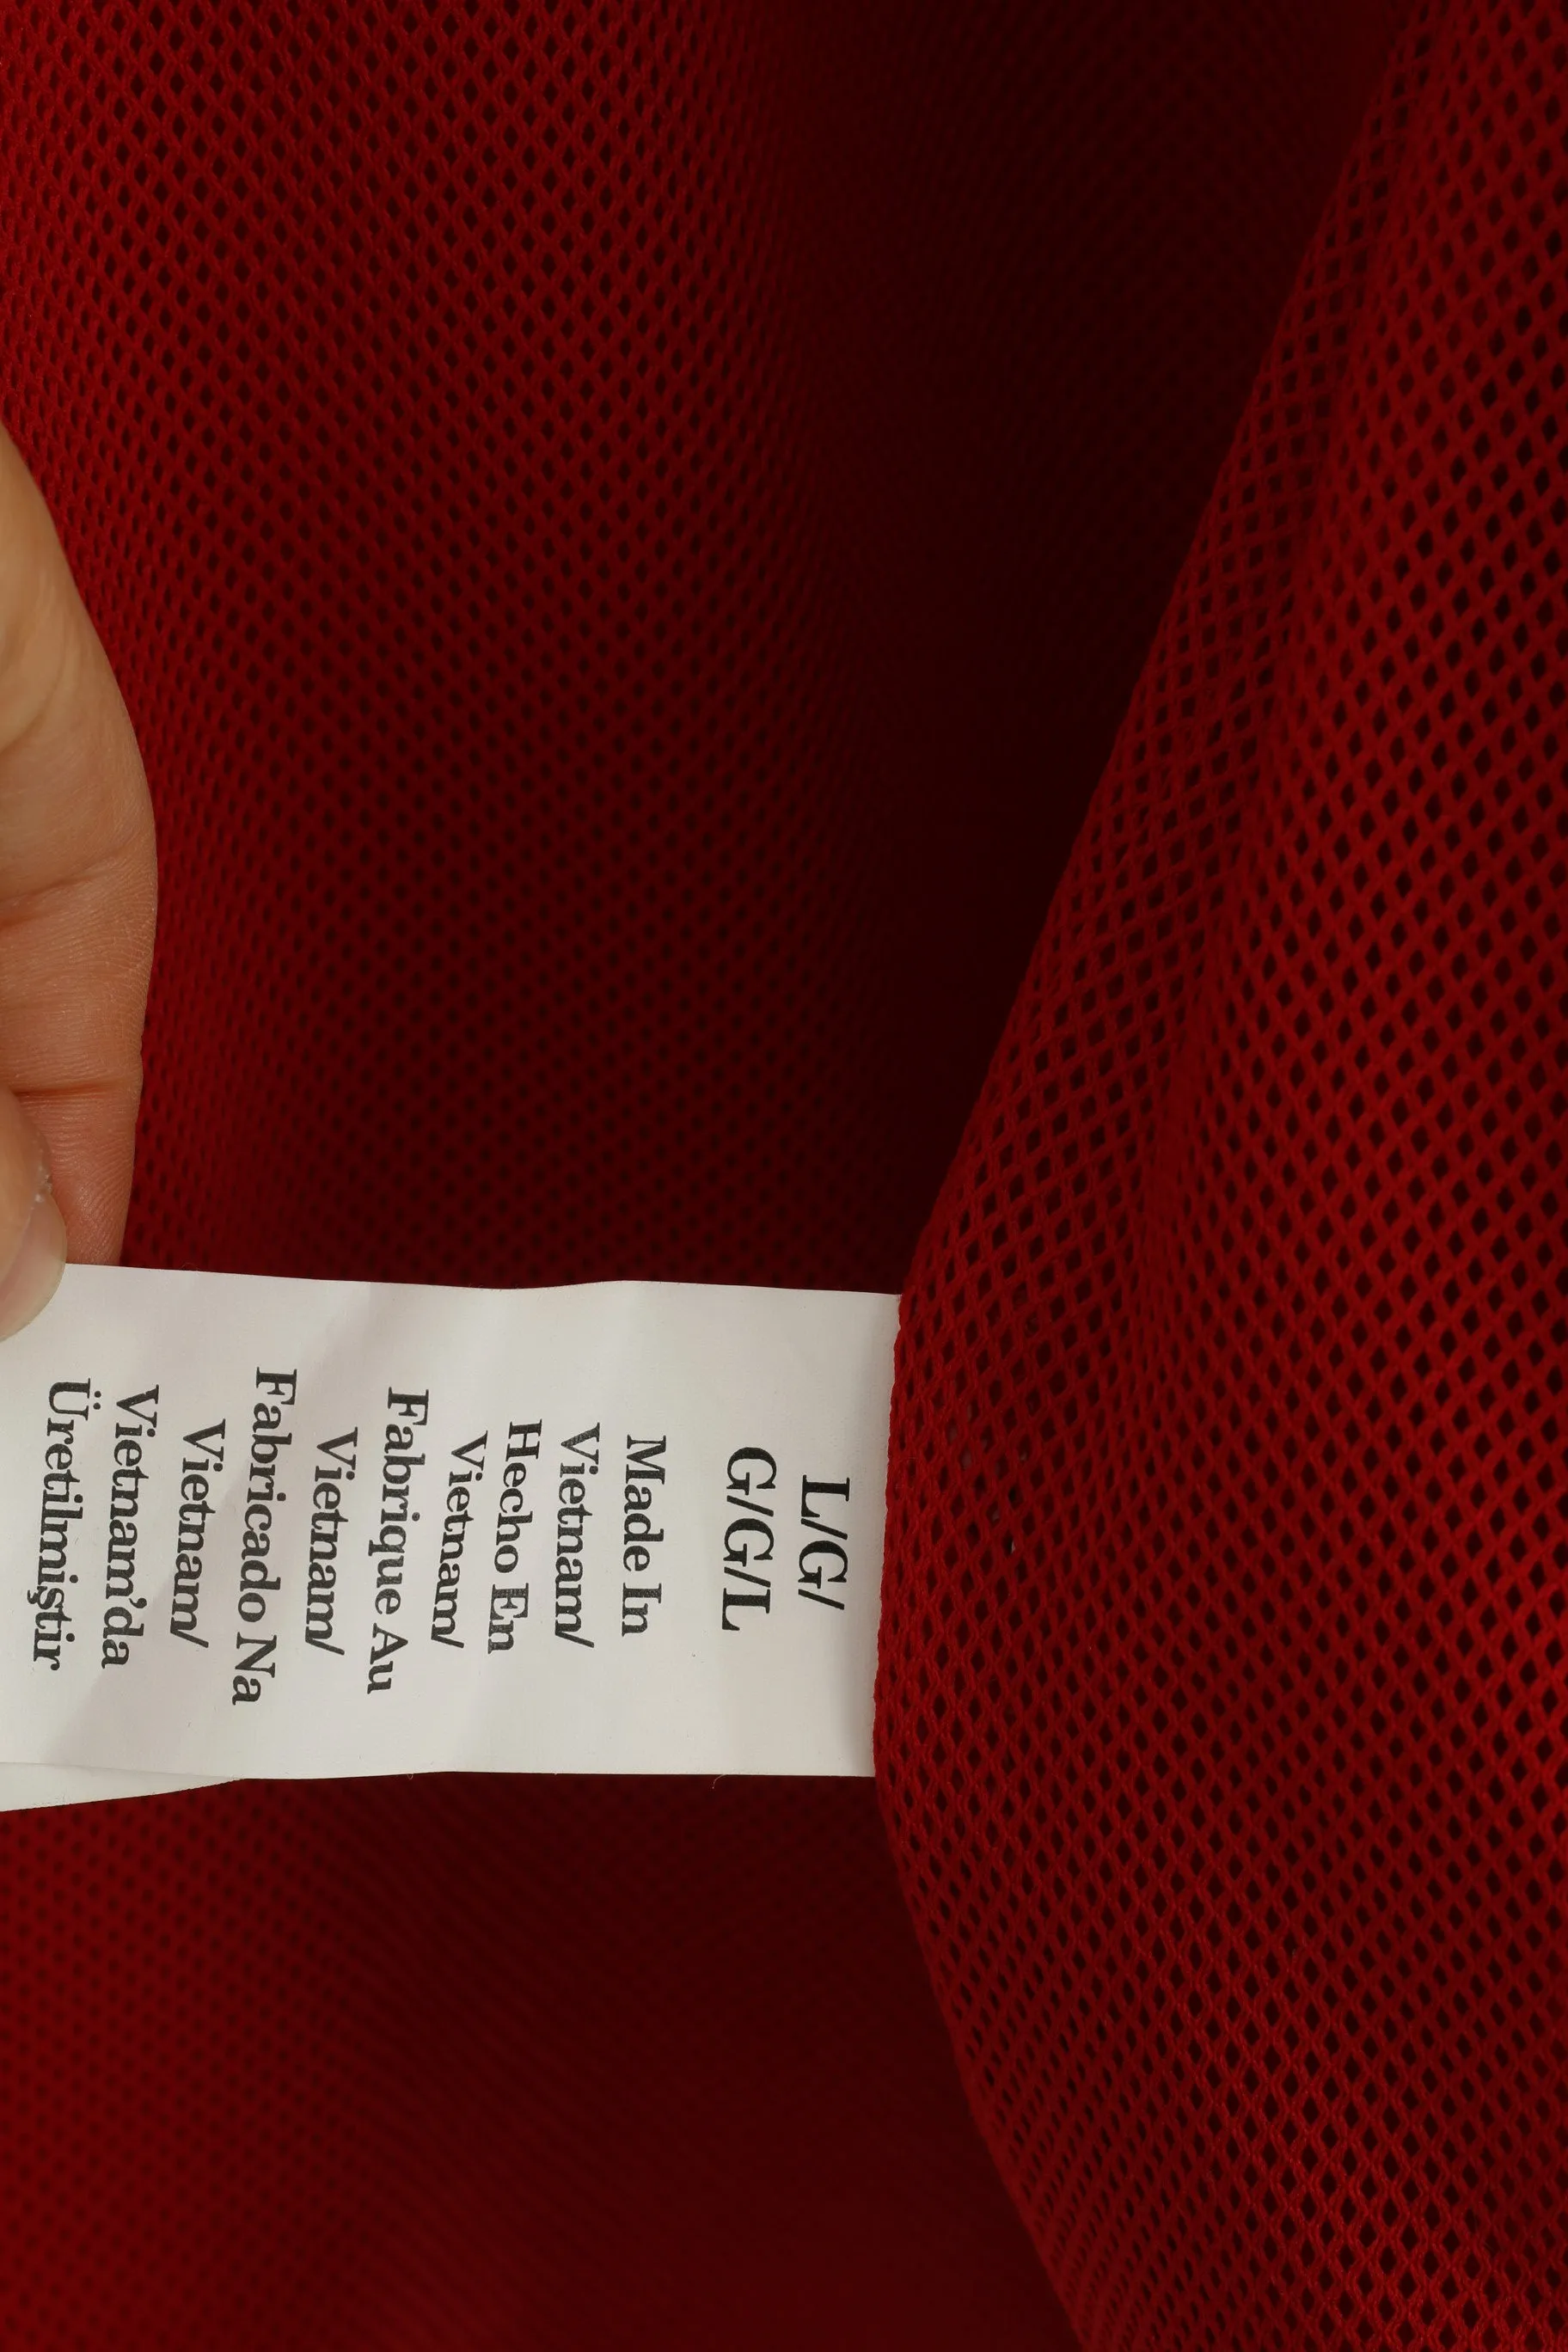 L/G/
G/G/L
Made In
Vietnam/
Hecho En
Vietnam/
Fabrique Au
Vietnam/
Fabricado Na
Vietnam/
Vietnam'da
Üretilmiştir